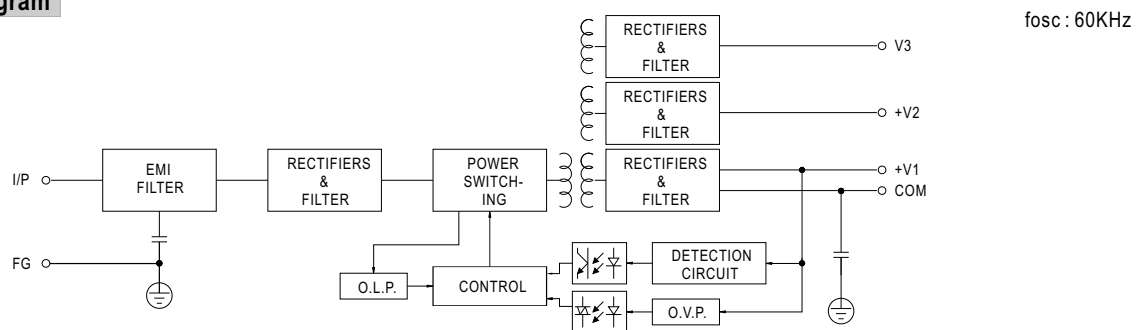 fosc : 60KHz
RECTIFIERS
&
FILTER
V3
RECTIFIERS
&
FILTER
+V2
I/P
EMI
FILTER
RECTIFIERS
&
FILTER
POWER
SWITCH-
ING
RECTIFIERS
&
FILTER
+V1
COM
FG
O.L.P.
CONTROL
DETECTION
CIRCUIT
O.V.P.